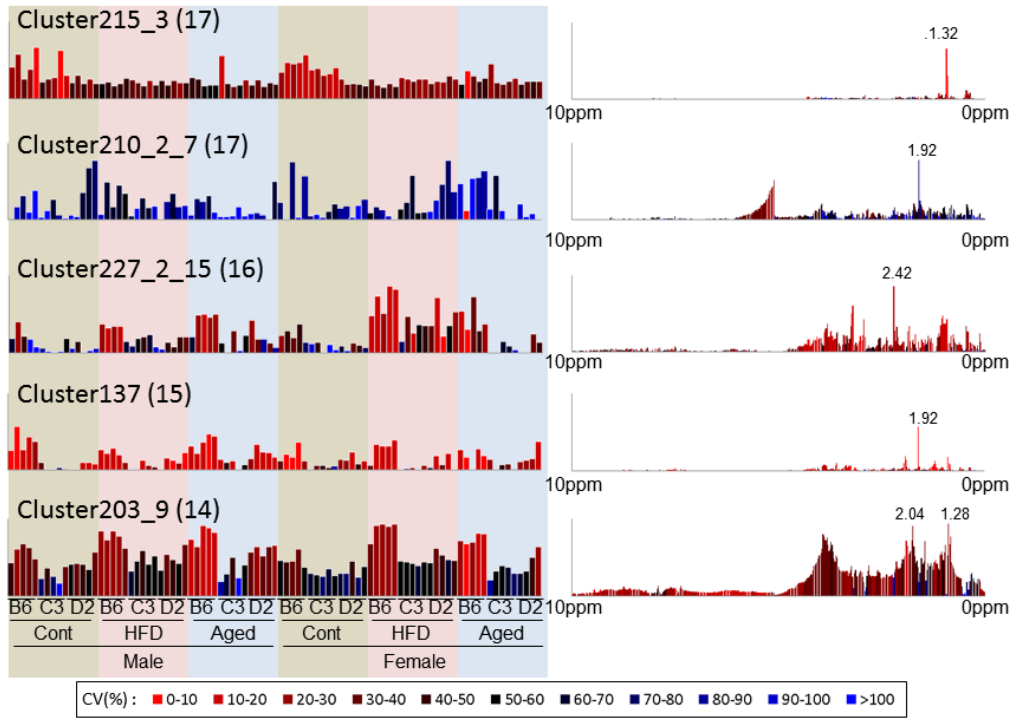 Cluster215_3 (17)
.1.32
10ppm 0ppm
Cluster210_2_7 (17)
1.92
10ppm 0ppm
Cluster227_2_15 (16)
2.42
10ppm 0ppm
Cluster137 (15)
1.92
10ppm 0ppm
Cluster203_9 (14)
2.04 1.28
10ppm 0ppm
B6 C3 D2 B6 C3 D2 B6 C3 D2 B6 C3 D2 B6 C3 D2 B6 C3 D2
Cont HFD Aged Cont HFD Aged
Male Female
CV(%) : 0-10 10-20 20-30 30-40 40-50 50-60 60-70 70-80 80-90 90-100 >100